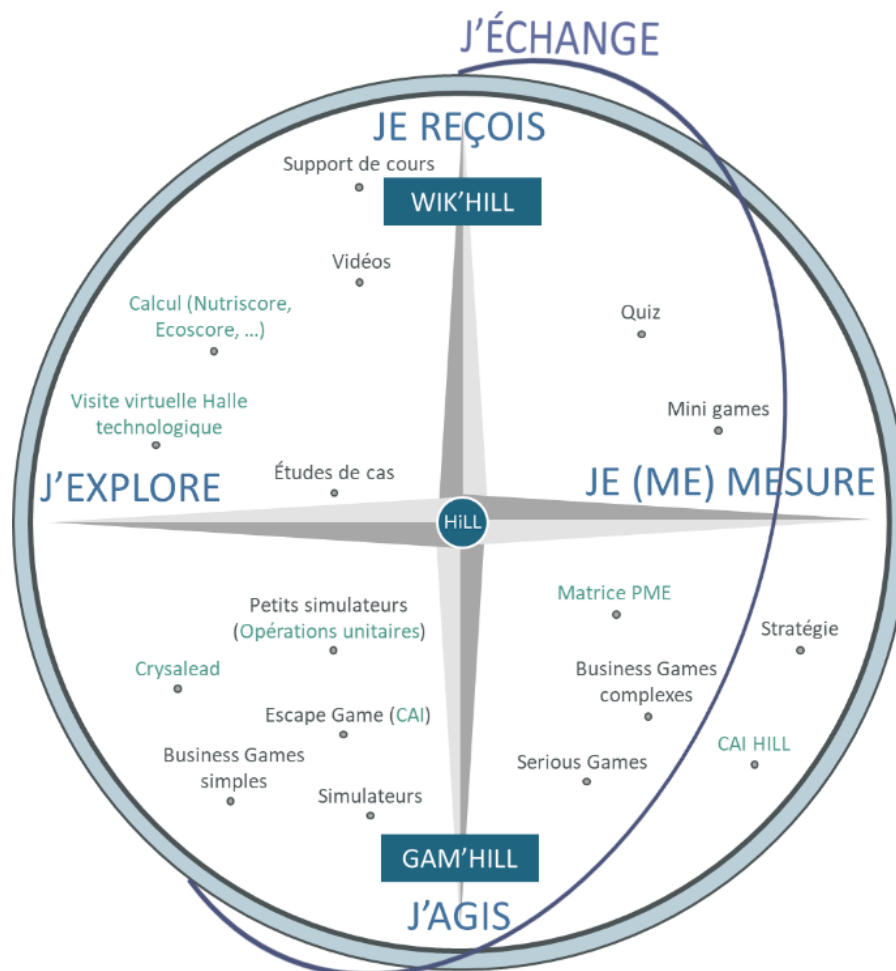 J'ÉCHANGE
JE REÇOIS
Support de cours
WIK'HILL
Vidéos
Calcul (Nutriscore,
Ecoscore, ...)
Quiz
Visite virtuelle Halle
technologique
Mini games
Études de cas
J'EXPLORE
JE (ME) MESURE
HiLL
Petits simulateurs
(Opérations unitaires)
Matrice PME
Stratégie
Crysalead
Business Games
complexes
Escape Game (CAI)
CAI HILL
Business Games
simples
Serious Games
Simulateurs
GAM'HILL
J'AGIS